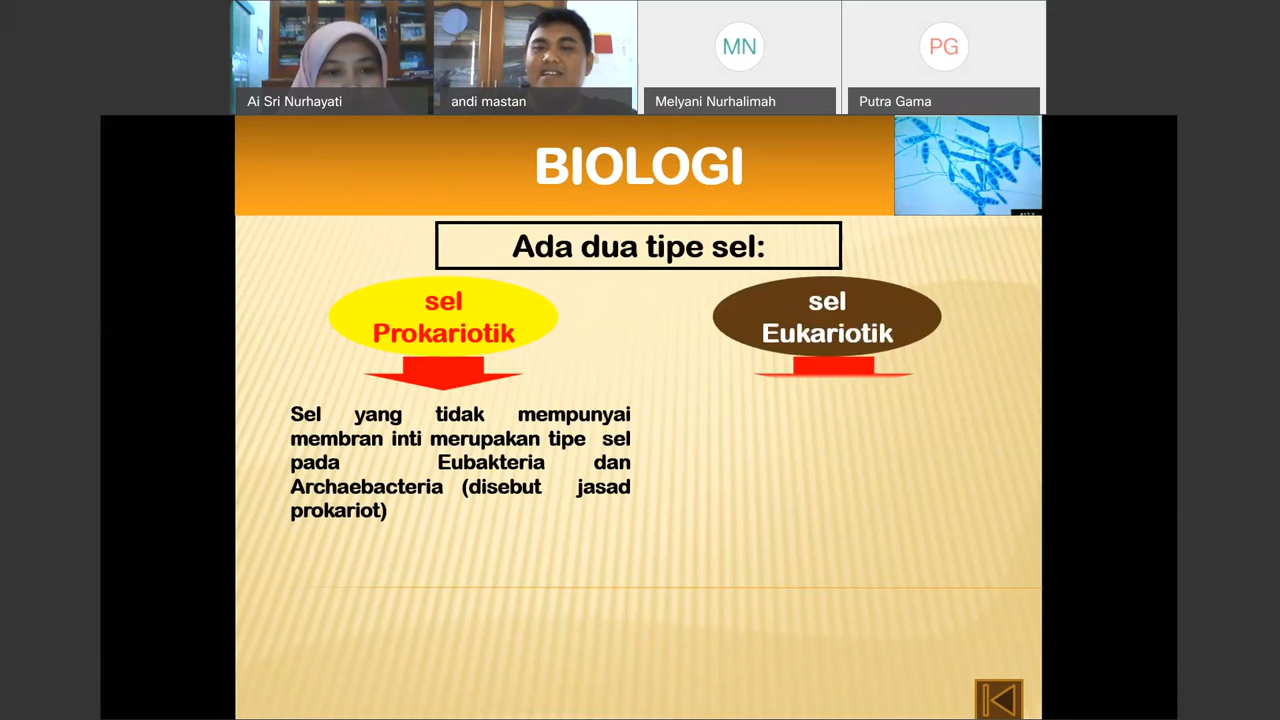 Ai Sri Nurhayati
andi mastan
MN
Melyani Nurhalimah
PG
Putra Gama
BIOLOGI
Ada dua tipe sel:
sel
Prokariotik
sel
Eukariotik
Sel yang tidak mempunyai
membran inti merupakan tipe sel
pada Eubakteria dan
Archaebacteria (disebut jasad
prokariot)